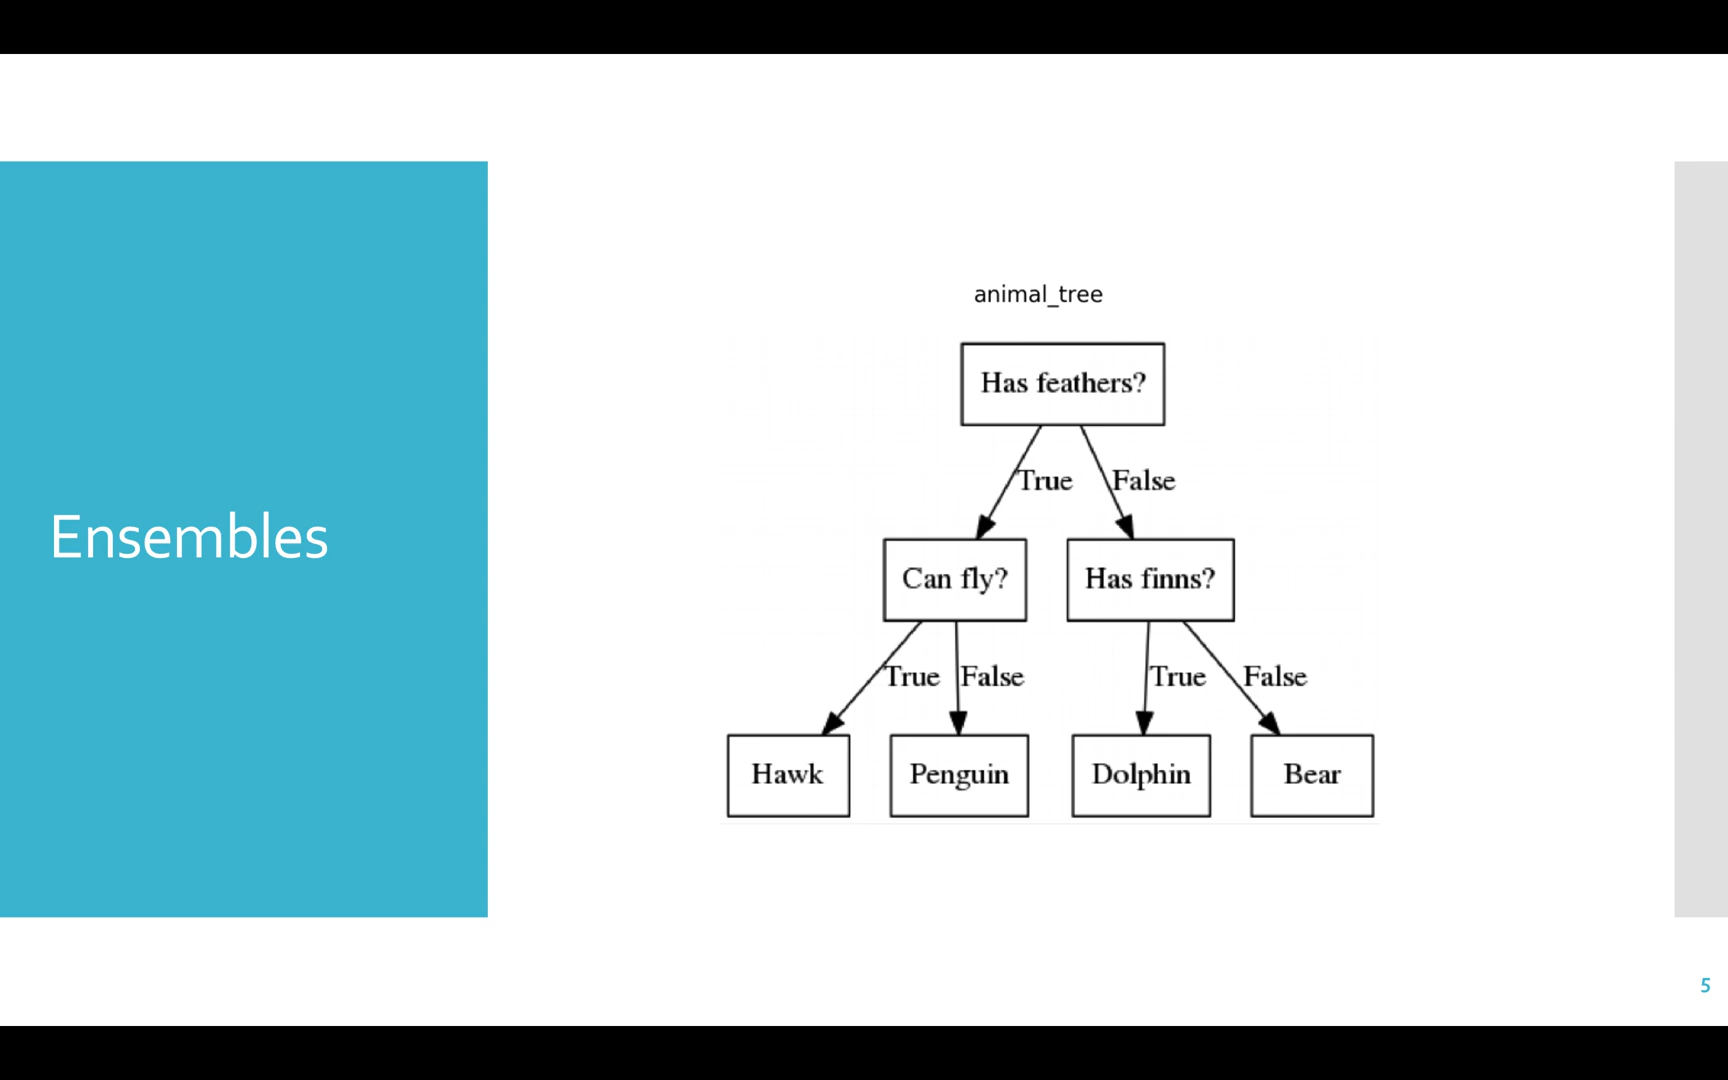 Ensembles
animal_tree
Has feathers?
True False
Can fly? Has finns?
True False True False
Hawk Penguin Dolphin Bear
5